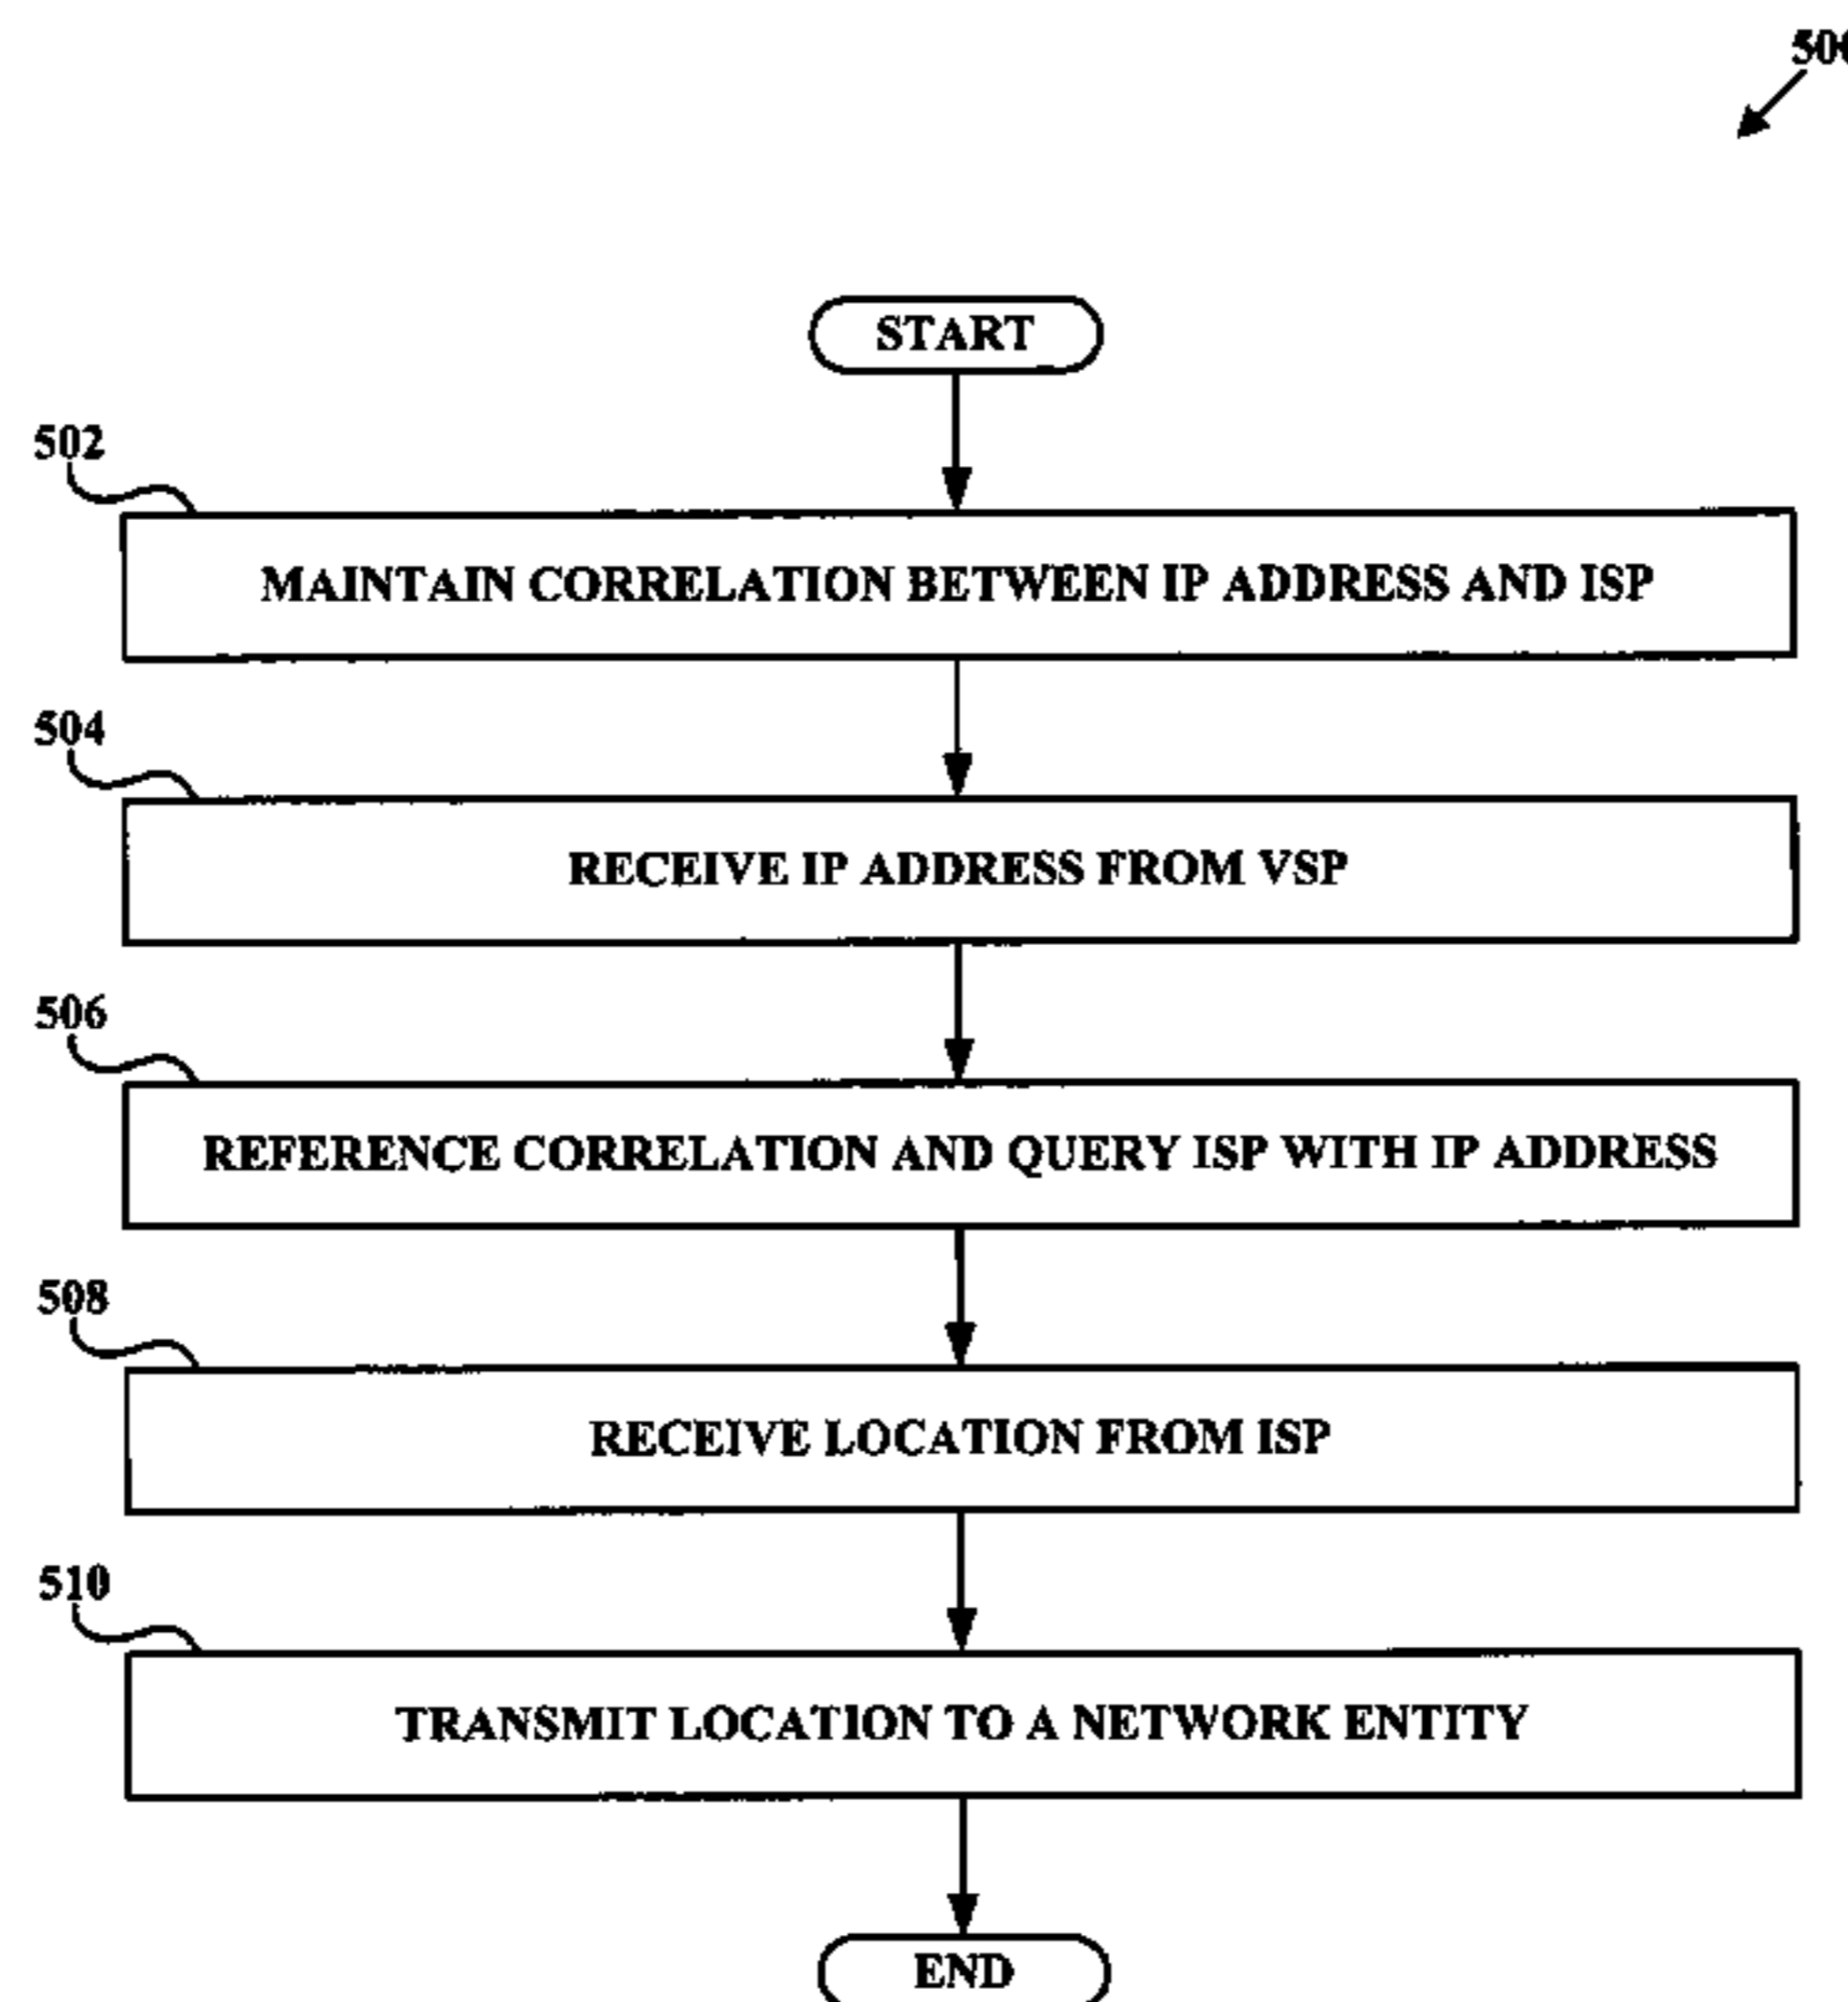 500
START
502
MAINTAIN CORRELATION BETWEEN IP ADDRESS AND ISP
504
RECEIVE IP ADDRESS FROM VSP
506
REFERENCE CORRELATION AND QUERY ISP WITH IP ADDRESS
508
RECEIVE LOCATION FROM ISP
510
TRANSMIT LOCATION TO A NETWORK ENTITY
END